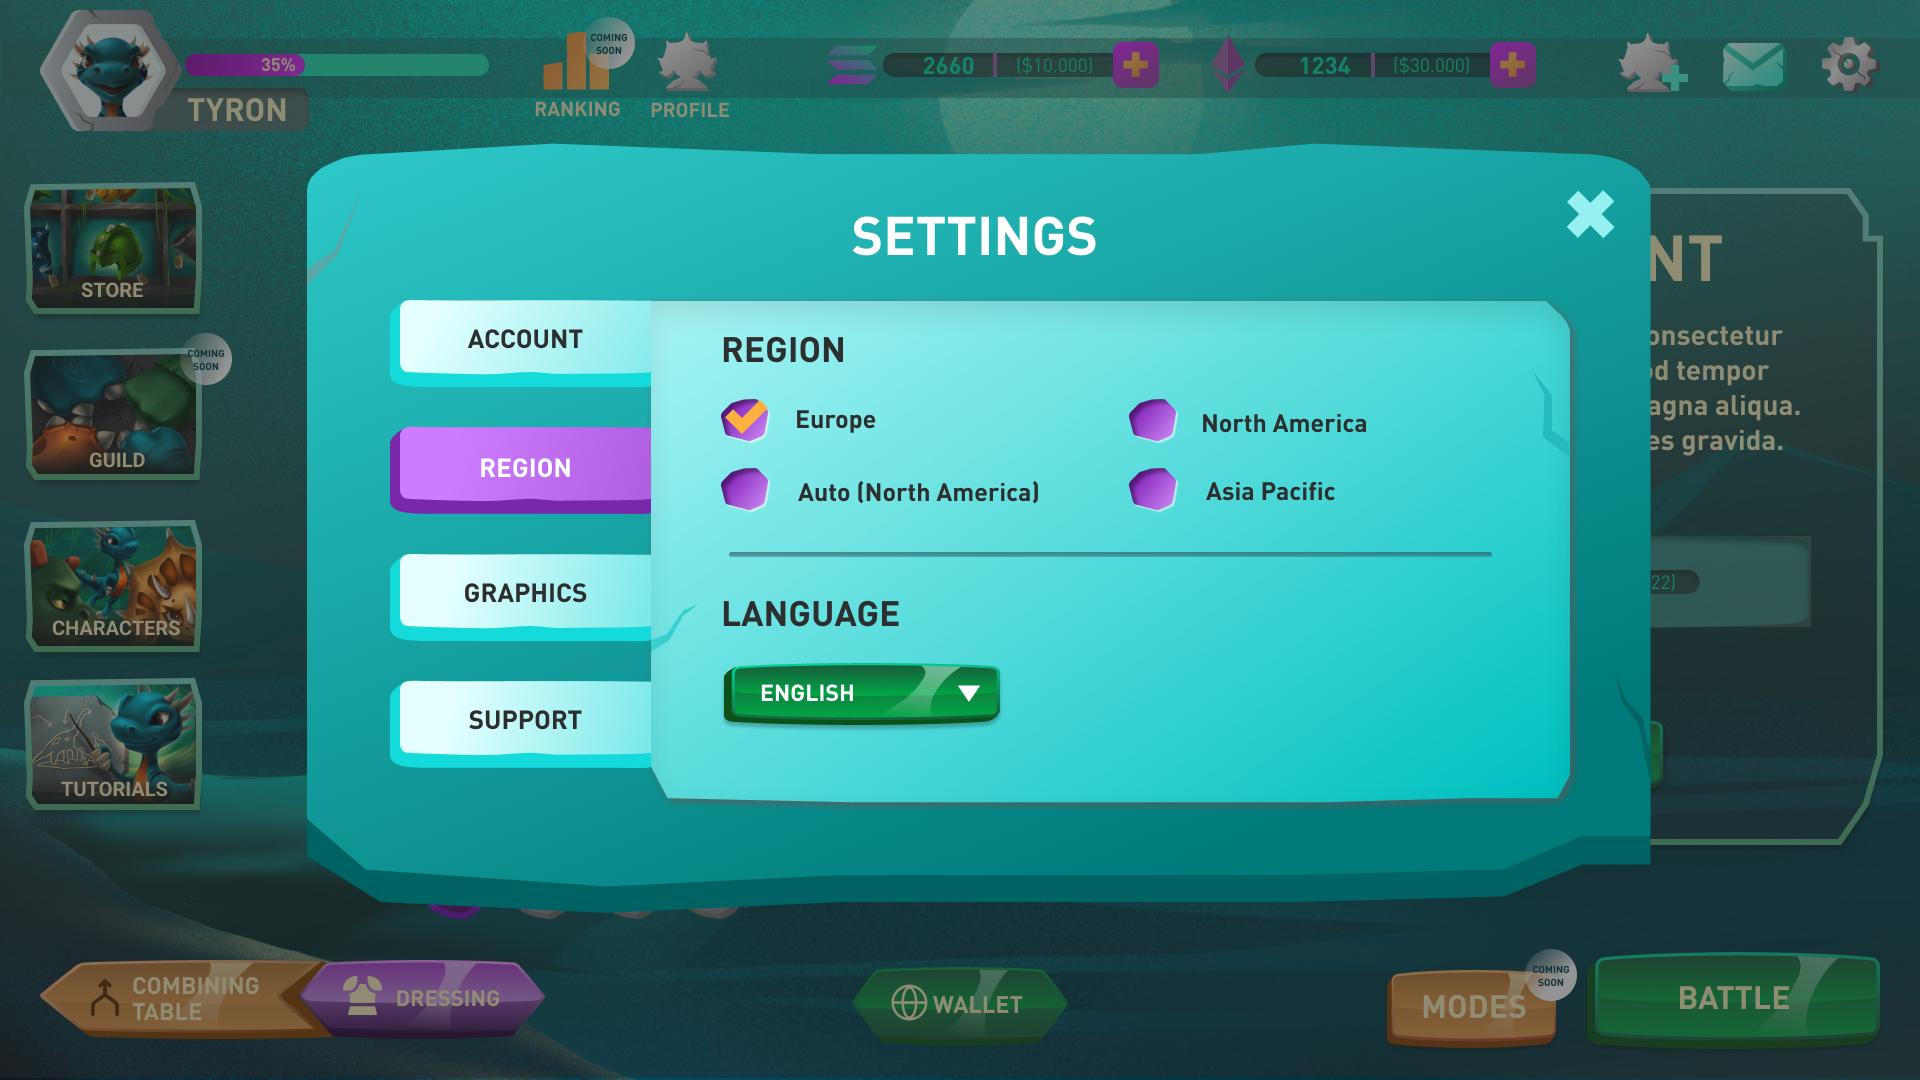 COMING
SOON
35%
TYRON
RANKING
PROFILE
2660
($10.000)
1234
($30.000)
SETTINGS
STORE
COMING
SOON
GUILD
CHARACTERS
TUTORIALS
ACCOUNT
REGION
GRAPHICS
SUPPORT
REGION
Europe
North America
Auto (North America)
Asia Pacific
LANGUAGE
ENGLISH
NT
onsectetur
od tempor
agna aliqua.
es gravida.
22)
COMBINING
TABLE
DRESSING
WALLET
COMING
SOON
MODES
BATTLE